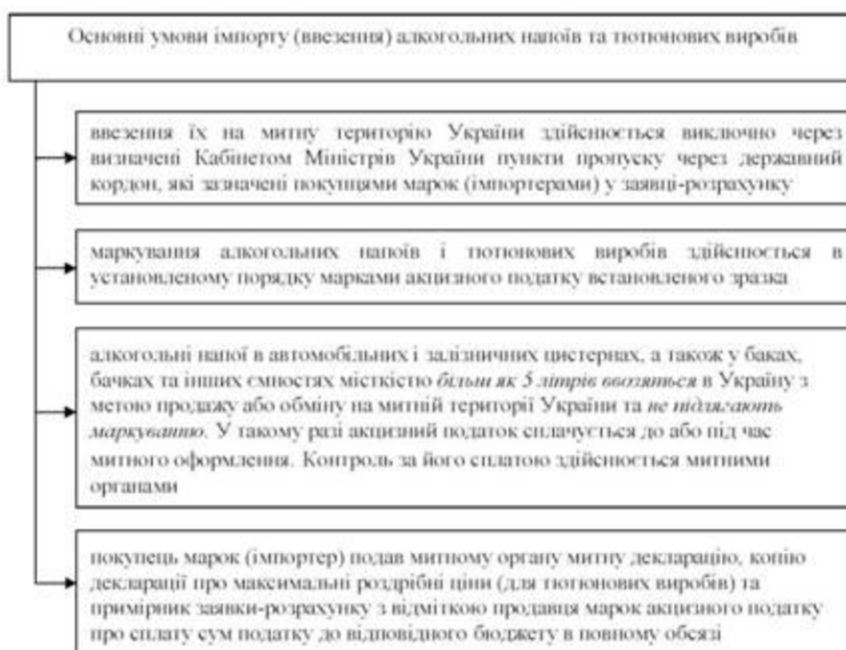 Основні умови імпорту (ввезення) алкогольних напоїв та тютюнових виробів
ввезення їх на митну територію України здійснюється виключно через
визначені Кабінетом Міністрів України пункти пропуску через державний
кордон, які зазначені покупцями марок (імпортерами) у заявці-розрахунку
маркування алкогольних напоїв і тютюнових виробів здійснюється в
установленому порядку марками акцизного податку встановленого зразка
алкогольні напої в автомобільних і залізничних цистернах, а також у баках,
бачках та інших ємностях місткістю більш як 5 літрів ввозяться в Україну з
метою продажу або обміну на митній території України та не підлягають
маркуванню. У такому разі акцизний податок сплачується до або під час
митного оформлення. Контроль за його сплатою здійснюється митними
органами
покупець марок (імпортер) подав митному органу митну декларацію, копію
декларації про максимальні роздрібні ціни (для тютюнових виробів) та
примірник заявки-розрахунку з відміткою продавця марок акцизного податку
про сплату сум податку до відповідного бюджету в повному обсязі